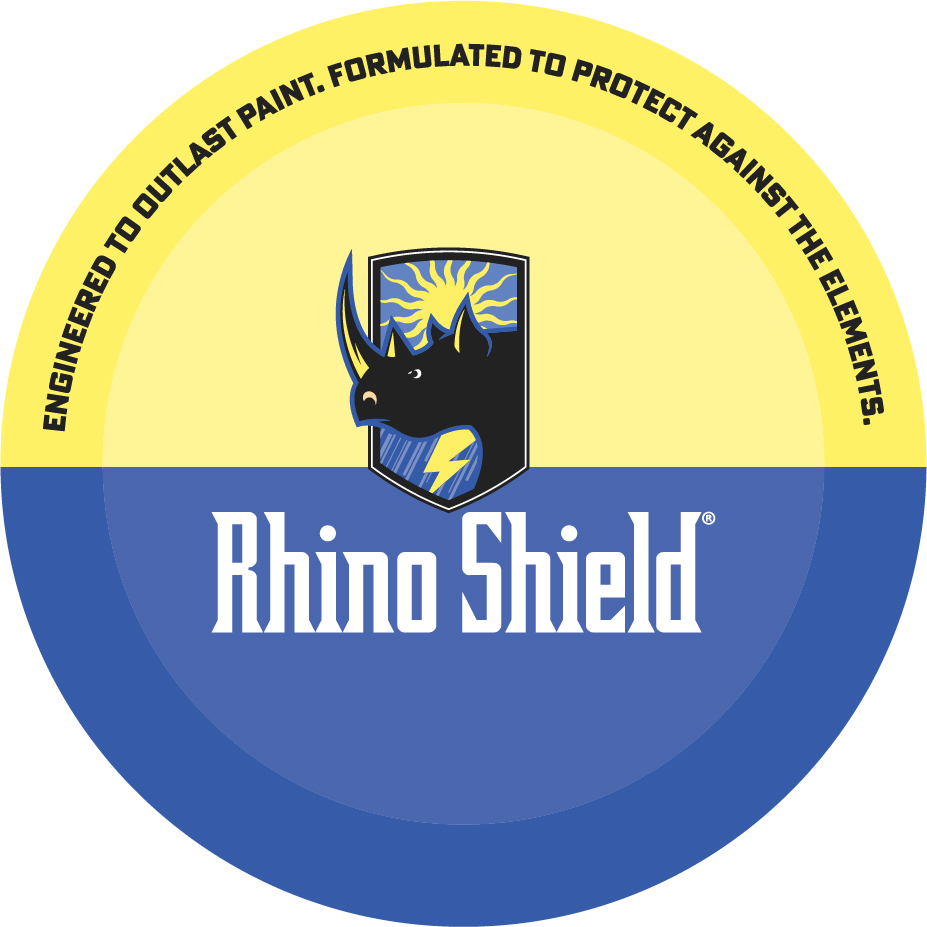 ENGINEERED TO OUTLAST PAINT. FORMULATED TO PROTECT AGAINST THE ELEMENTS.
Rhino Shield®